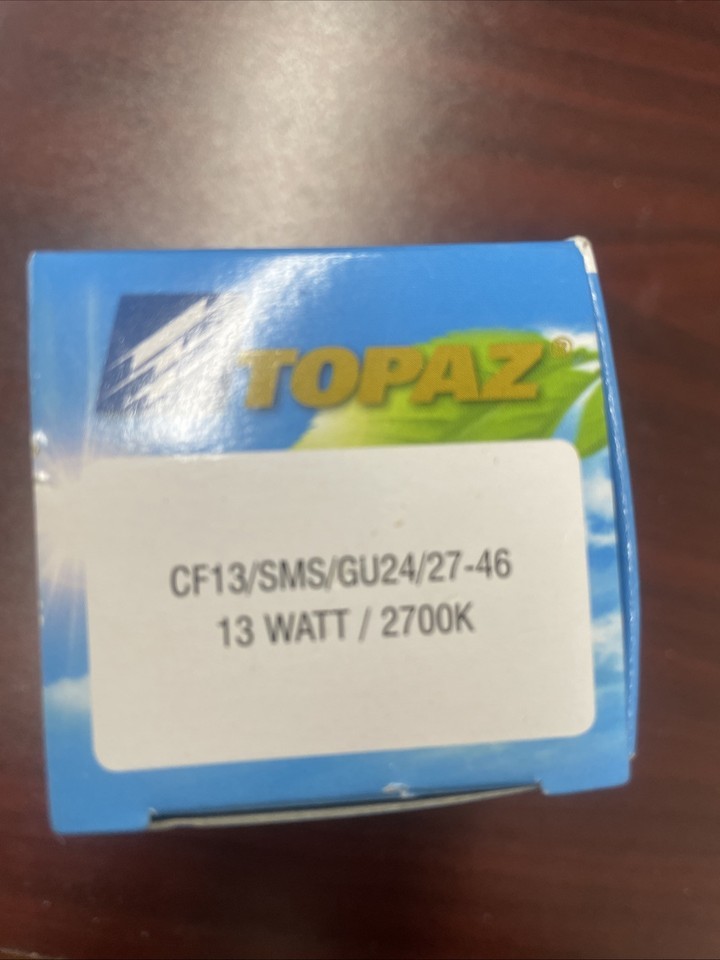 TOPAZ®
CF13/SMS/GU24/27-46
13 WATT / 2700K